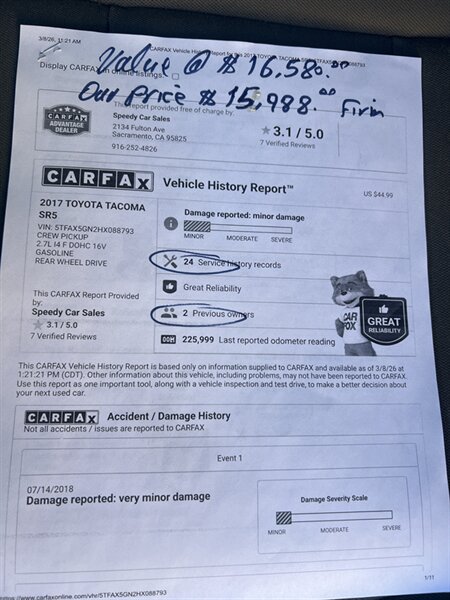 3/8/26, 11:21 AM
Value @ $16,580.00
CARFAX Vehicle History Report for this 2017 TOYOTA TACOMA SR5:
Display CARFAX in online listings:
Our Price $15,988.00 Firm
This report provided free of charge by:
CARFAX
ADVANTAGE
DEALER
Speedy Car Sales
2134 Fulton Ave
Sacramento, CA 95825
916-252-4826
3.1 / 5.0
7 Verified Reviews
CARFAX Vehicle History Report™
US $44.99
2017 TOYOTA TACOMA
SR5
VIN: 5TFAX5GN2HX088793
CREW PICKUP
2.7L I4 F DOHC 16V
GASOLINE
REAR WHEEL DRIVE
This CARFAX Report Provided
by:
Speedy Car Sales
3.1 / 5.0
7 Verified Reviews
Damage reported: minor damage
MINOR MODERATE SEVERE
24 Service history records
Great Reliability
2 Previous owners
225,999 Last reported odometer reading
CAR
FOX
GREAT
RELIABILITY
This CARFAX Vehicle History Report is based only on information supplied to CARFAX and available as of 3/8/26 at
1:21:21 PM (CDT). Other information about this vehicle, including problems, may not have been reported to CARFAX.
Use this report as one important tool, along with a vehicle inspection and test drive, to make a better decision about
your next used car.
CARFAX Accident / Damage History
Not all accidents / issues are reported to CARFAX
Event 1
07/14/2018
Damage reported: very minor damage
Damage Severity Scale
MINOR MODERATE SEVERE
https://www.carfaxonline.com/vhr/5TFAX5GN2HX088793
1/11